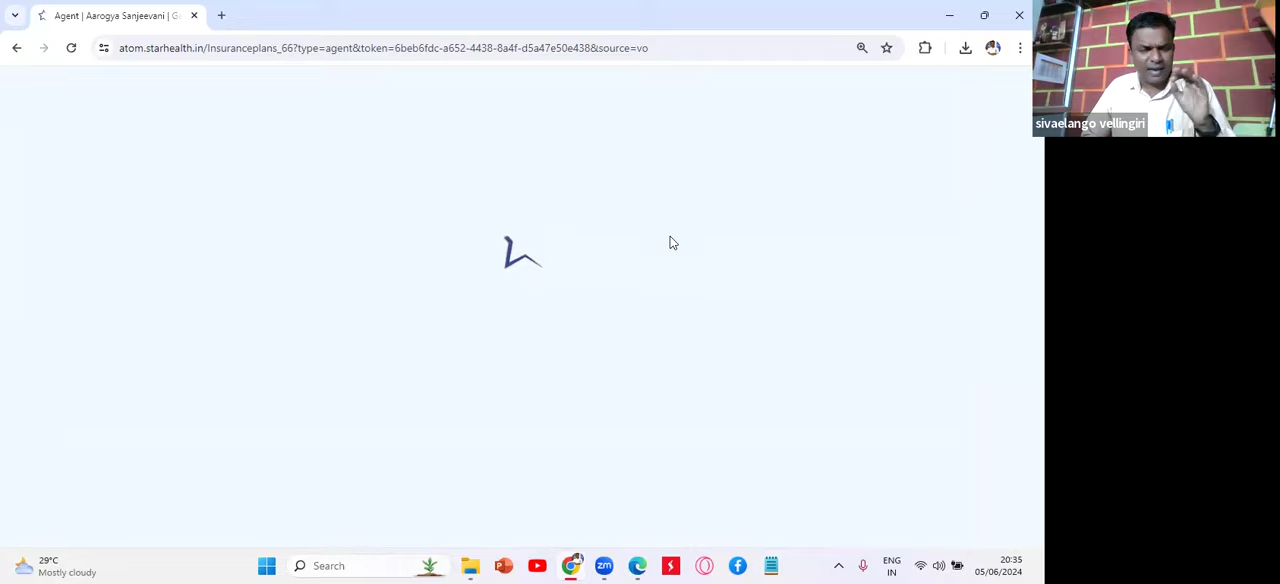 Agent | Aarogya Sanjeevani | G
atom.starhealth.in/Insuranceplans_66?type=agent&token=6beb6fdc-a652-4438-8a4f-d5a47e50e438&source=vo
sivaelango vellingiri
29°C
Mostly cloudy
Search
ENG
IN
20:35
05/06/2024